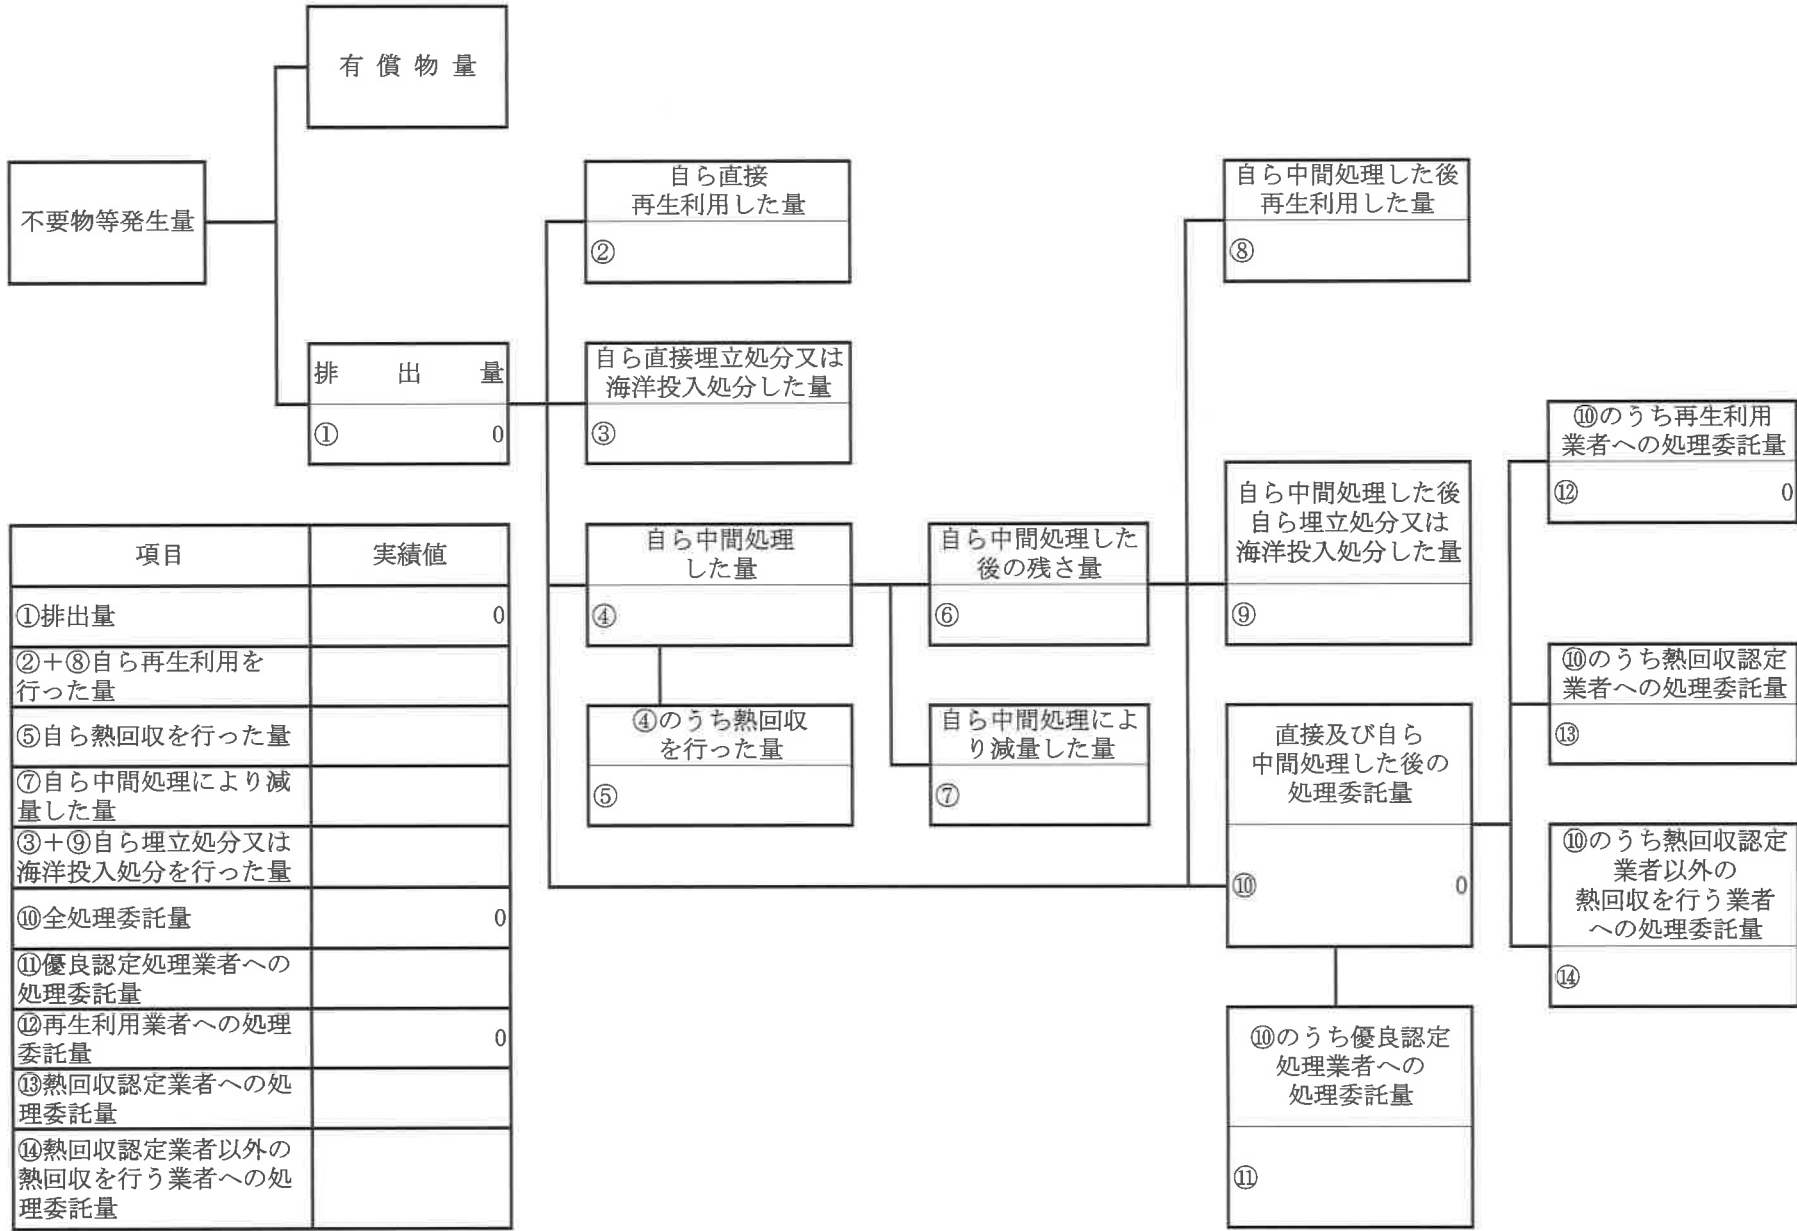 有償物量
不要物等発生量
自ら直接
再生利用した量
②
自ら中間処理した後
再生利用した量
⑧
排出量
①
0
自ら直接埋立処分又は
海洋投入処分した量
③
⑩のうち再生利用
業者への処理委託量
⑫
0
自ら中間処理した後
自ら埋立処分又は
海洋投入処分した量
⑨
自ら中間処理
した量
④
自ら中間処理した
後の残さ量
⑥
⑩のうち熱回収認定
業者への処理委託量
⑬
④のうち熱回収
を行った量
⑤
自ら中間処理によ
り減量した量
⑦
直接及び自ら
中間処理した後の
処理委託量
⑩
0
⑩のうち熱回収認定
業者以外の
熱回収を行う業者
への処理委託量
⑭
⑩のうち優良認定
処理業者への
処理委託量
⑪
項目
実績値
①排出量
0
②+⑧自ら再生利用を
行った量
⑤自ら熱回収を行った量
⑦自ら中間処理により減
量した量
③+⑨自ら埋立処分又は
海洋投入処分を行った量
⑩全処理委託量
0
⑪優良認定処理業者への
処理委託量
⑫再生利用業者への処理
委託量
0
⑬熱回収認定業者への処
理委託量
⑭熱回収認定業者以外の
熱回収を行う業者への処
理委託量